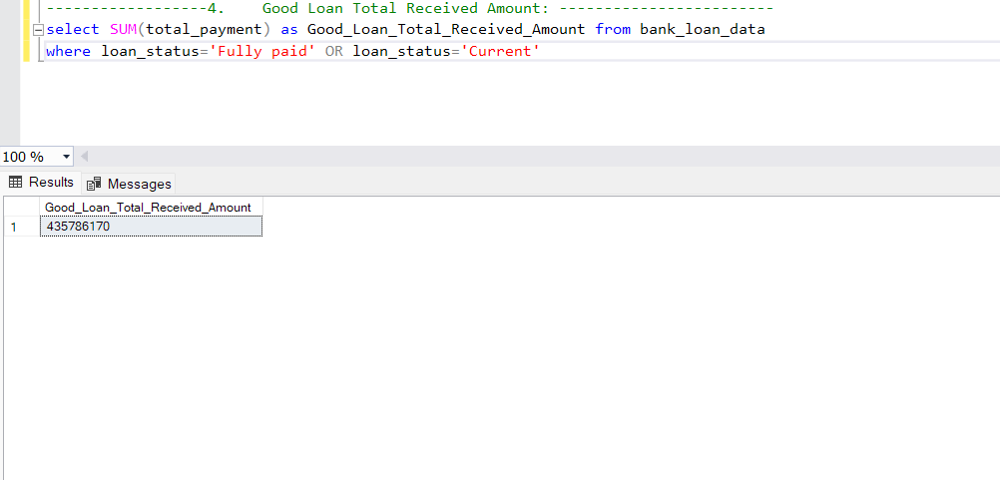 ------------------4.    Good Loan Total Received Amount: ------------------------
select SUM(total_payment) as Good_Loan_Total_Received_Amount from bank_loan_data
where loan_status='Fully paid' OR loan_status='Current'
100 %
Results Messages
Good_Loan_Total_Received_Amount
1 435786170